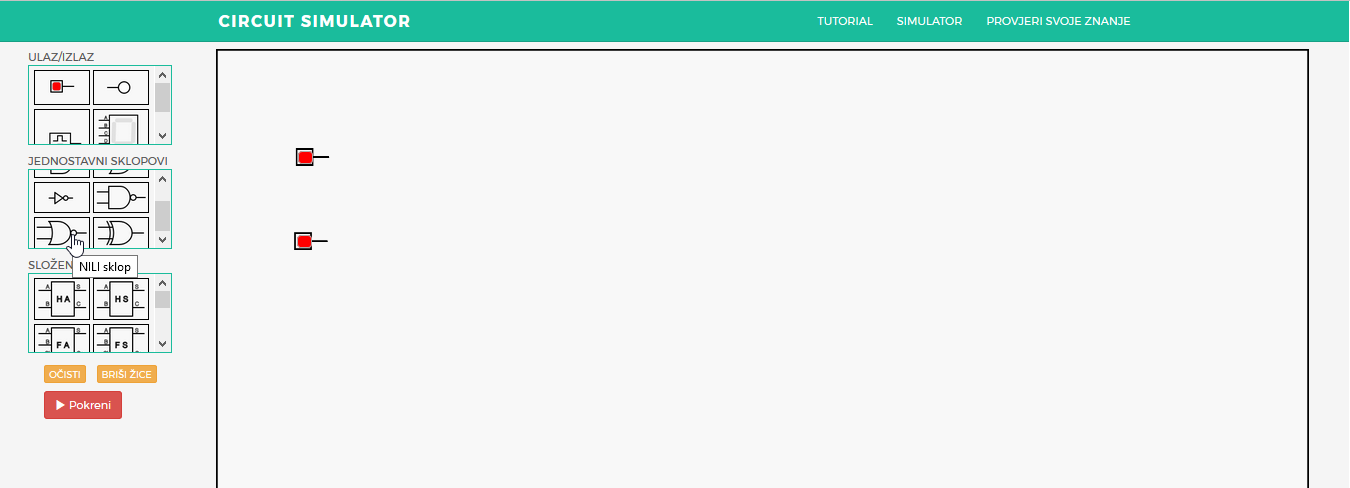 CIRCUIT SIMULATOR
TUTORIAL SIMULATOR PROVJERI SVOJE ZNANJE
ULAZ/IZLAZ
A
B
C
D
JEDNOSTAVNI SKLOPOVI
NILI sklop
SLOŽEN
A HA S
B C
A HS S
B C
A FA S
B
A FS S
B
OČISTI BRIŠI ŽICE
Pokreni